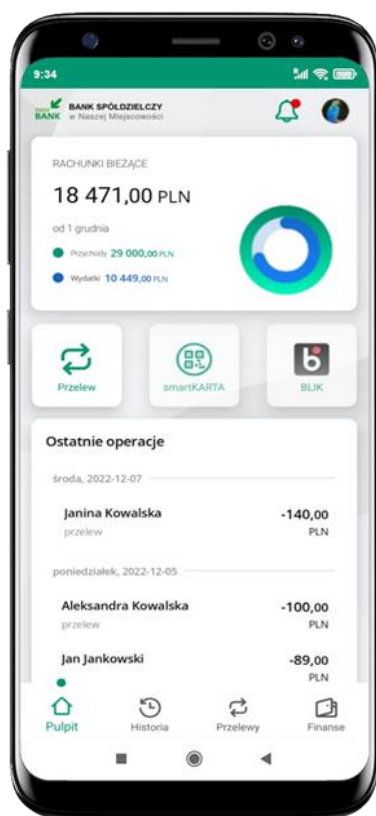 9:34
BANK
BANK SPÓŁDZIELCZY
w Naszej Miejscowości
RACHUNKI BIEŻĄCE
18 471,00 PLN
od 1 grudnia
Przychody 29 000,00 PLN
Wydatki 10 449,00 PLN
Przelew
smartKARTA
BLIK
Ostatnie operacje
środa, 2022-12-07
Janina Kowalska -140,00
przelew PLN
poniedziałek, 2022-12-05
Aleksandra Kowalska -100,00
przelew PLN
Jan Jankowski -89,00
PLN
Pulpit Historia Przelewy Finanse